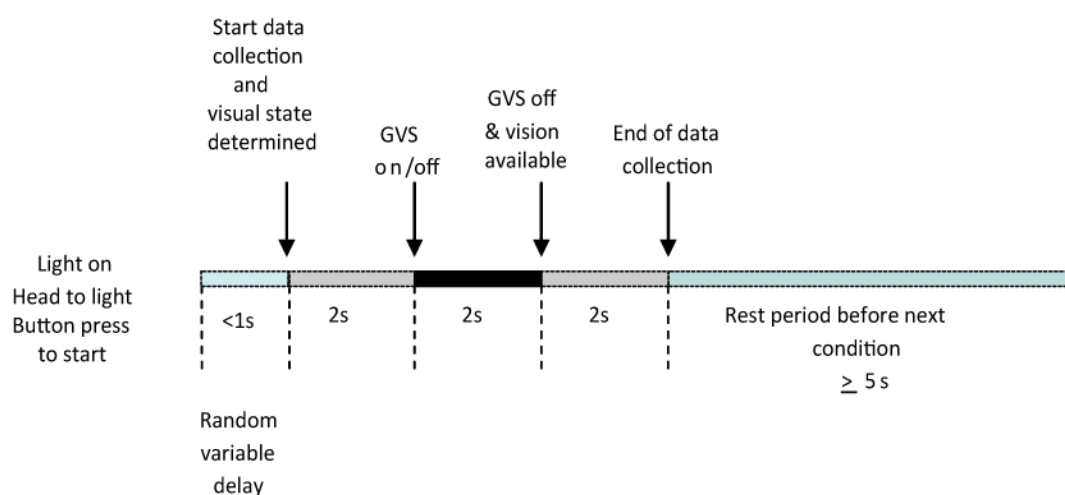 Start data
collection
and
visual state
determined
GVS
on/off
GVS off
& vision
available
End of data
collection
Light on
Head to light
Button press
to start
<1s
2s
2s
2s
Rest period before next
condition
≥ 5 s
Random
variable
delay